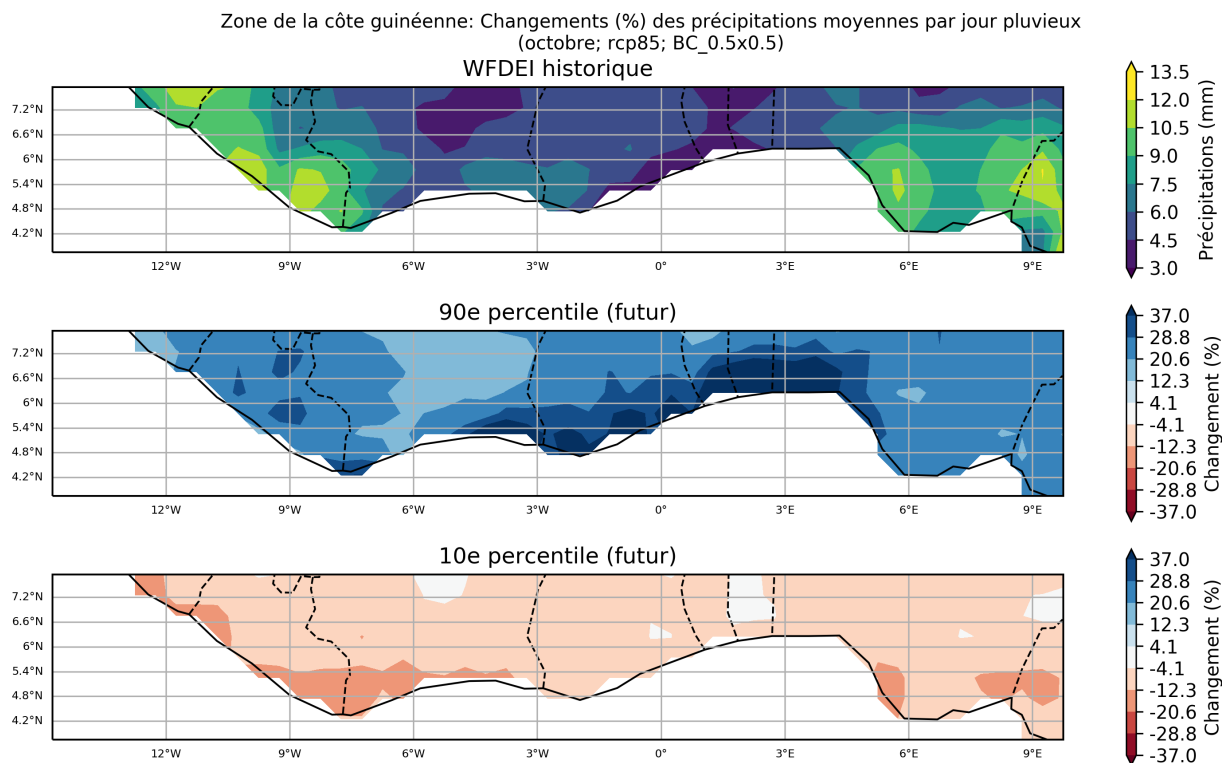 Zone de la côte guinéenne: Changements (%) des précipitations moyennes par jour pluvieux
(octobre; rcp85; BC_0.5x0.5)
WFDEI historique
7.2°N
6.6°N
6°N
5.4°N
4.8°N
4.2°N
12°W 9°W 6°W 3°W 0° 3°E 6°E 9°E
13.5
12.0
10.5
9.0
7.5
6.0
4.5
3.0
Précipitations (mm)
90e percentile (futur)
7.2°N
6.6°N
6°N
5.4°N
4.8°N
4.2°N
12°W 9°W 6°W 3°W 0° 3°E 6°E 9°E
37.0
28.8
20.6
12.3
4.1
-4.1
-12.3
-20.6
-28.8
-37.0
Changement (%)
10e percentile (futur)
7.2°N
6.6°N
6°N
5.4°N
4.8°N
4.2°N
12°W 9°W 6°W 3°W 0° 3°E 6°E 9°E
37.0
28.8
20.6
12.3
4.1
-4.1
-12.3
-20.6
-28.8
-37.0
Changement (%)